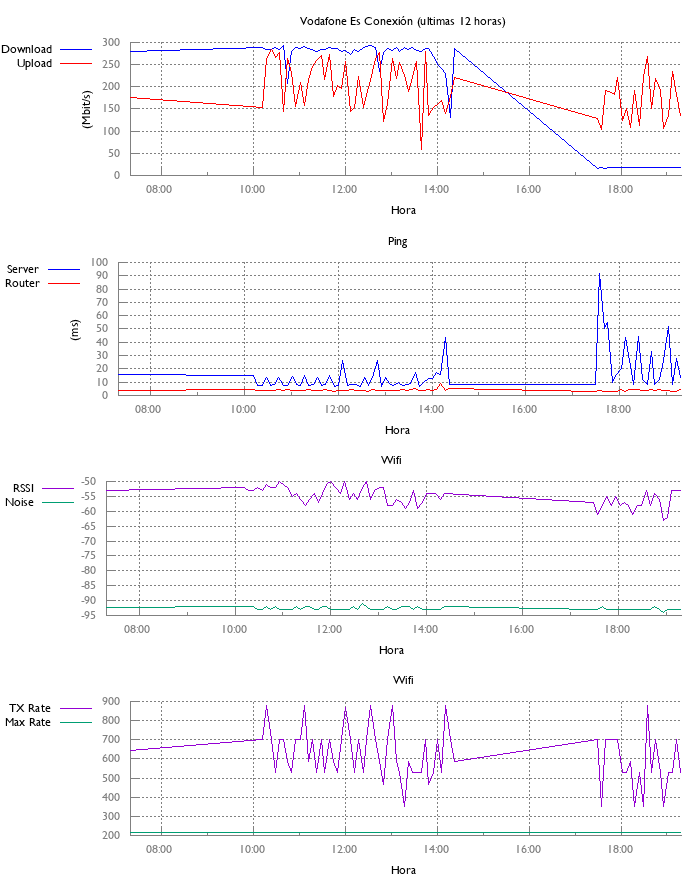 Vodafone Es Conexión (ultimas 12 horas)
Download
Upload
300
250
200
150
100
50
0
(Mbit/s)
08:00 10:00 12:00 14:00 16:00 18:00
Hora
Ping
Server
Router
100
90
80
70
60
50
40
30
20
10
0
(ms)
08:00 10:00 12:00 14:00 16:00 18:00
Hora
Wifi
RSSI
Noise
-50
-55
-60
-65
-70
-75
-80
-85
-90
-95
08:00 10:00 12:00 14:00 16:00 18:00
Hora
Wifi
TX Rate
Max Rate
900
800
700
600
500
400
300
200
08:00 10:00 12:00 14:00 16:00 18:00
Hora